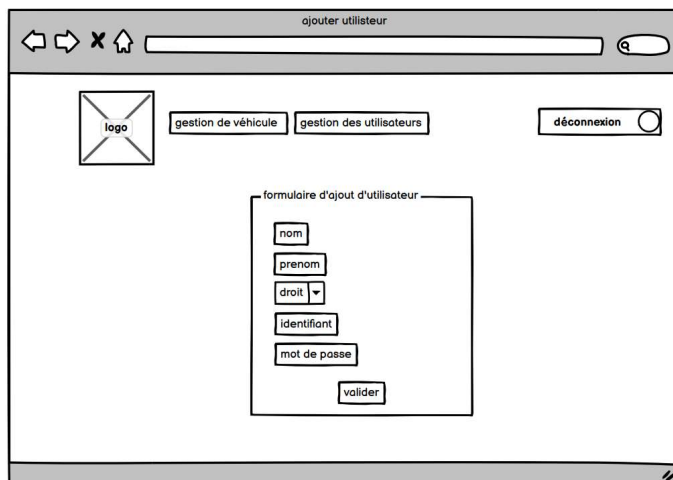 ajouter utilisteur
logo
gestion de véhicule
gestion des utilisateurs
déconnexion
formulaire d'ajout d'utilisateur
nom
prenom
droit
identifiant
mot de passe
valider